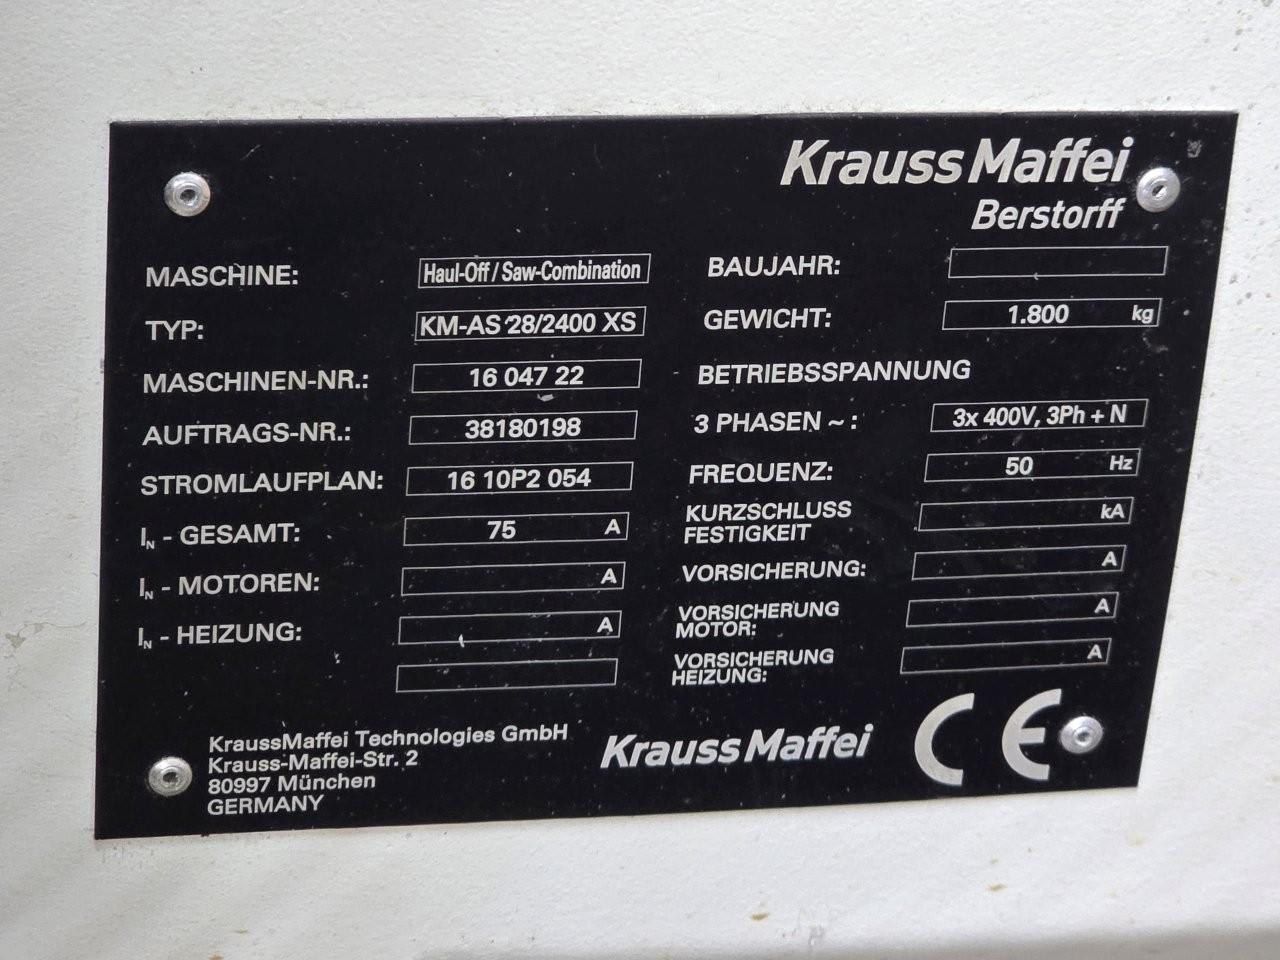 KraussMaffei
Berstorff
MASCHINE: Haul-Off / Saw-Combination
TYP: KM-AS 28/2400 XS
MASCHINEN-NR.: 16 047 22
AUFTRAGS-NR.: 38180198
STROMLAUFPLAN: 16 10P2 054
IN - GESAMT: 75 A
IN - MOTOREN: A
IN - HEIZUNG: A
BAUJAHR:
GEWICHT: 1.800 kg
BETRIEBSSPANNUNG
3 PHASEN ~ : 3x 400V, 3Ph + N
FREQUENZ: 50 Hz
KURZSCHLUSS
FESTIGKEIT kA
VORSICHERUNG: A
VORSICHERUNG
MOTOR: A
VORSICHERUNG
HEIZUNG: A
KraussMaffei Technologies GmbH
Krauss-Maffei-Str. 2
80997 München
GERMANY
KraussMaffei
CE